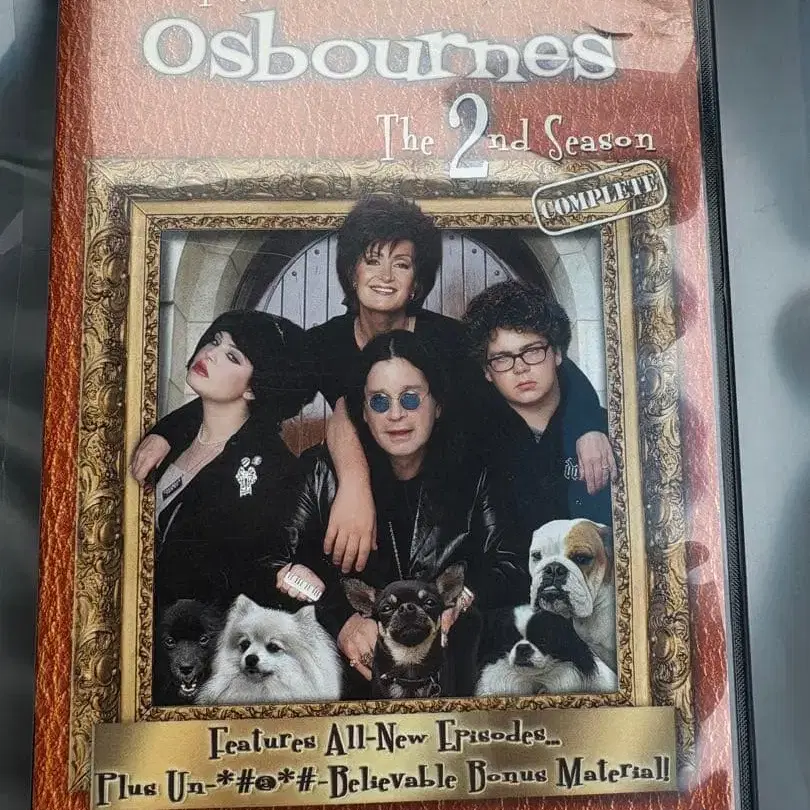 Osbournes
The 2nd Season
COMPLETE
Features All-New Episodes...
Plus Un-*#@*#-Believable Bonus Material!